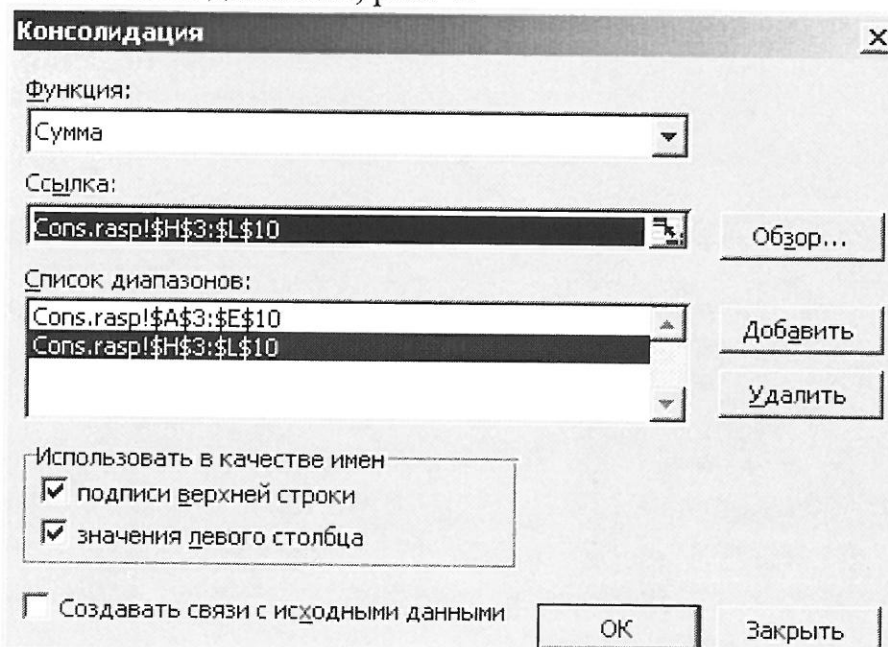 Консолидация
Функция:
Сумма
Ссылка:
Cons.rasp!$H$3:$L$10
Обзор...
Список диапазонов:
Cons.rasp!$A$3:$E$10
Cons.rasp!$H$3:$L$10
Добавить
Удалить
Использовать в качестве имен
подписи верхней строки
значения левого столбца
Создавать связи с исходными данными
ОК
Закрыть